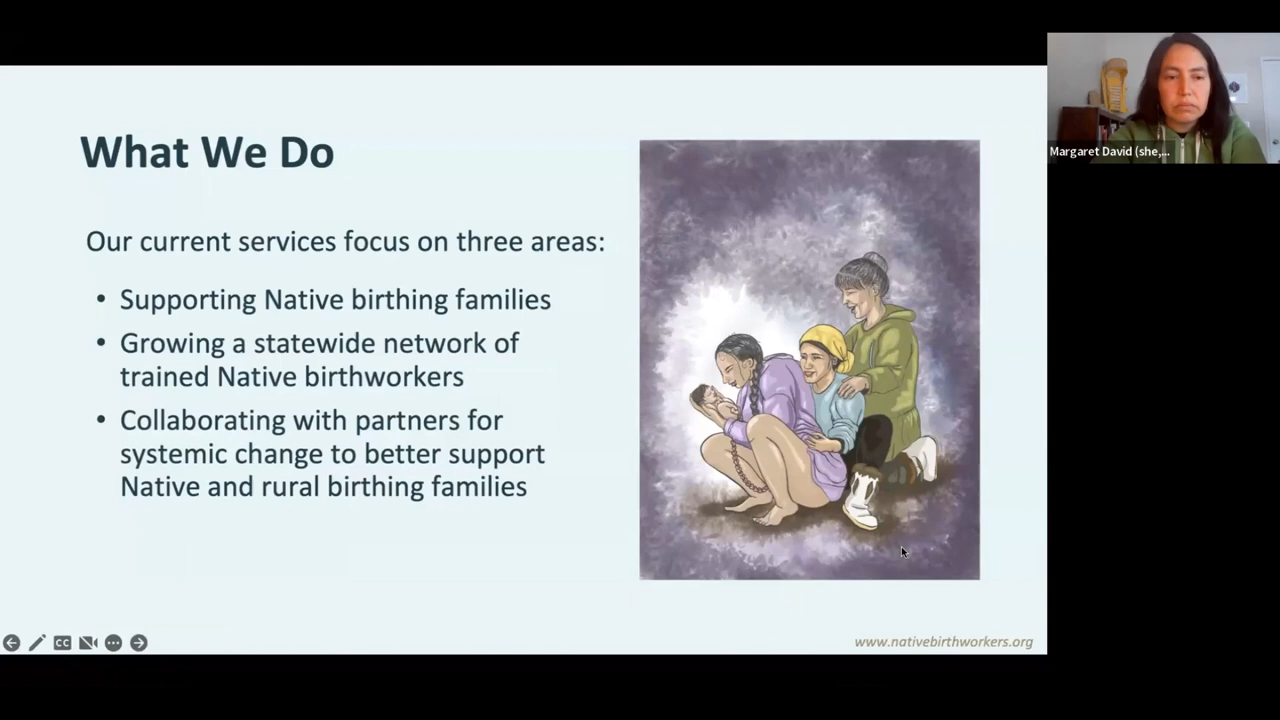 What We Do
Our current services focus on three areas:
• Supporting Native birthing families
• Growing a statewide network of
trained Native birthworkers
• Collaborating with partners for
systemic change to better support
Native and rural birthing families
www.nativebirthworkers.org
CC
Margaret David (she,...